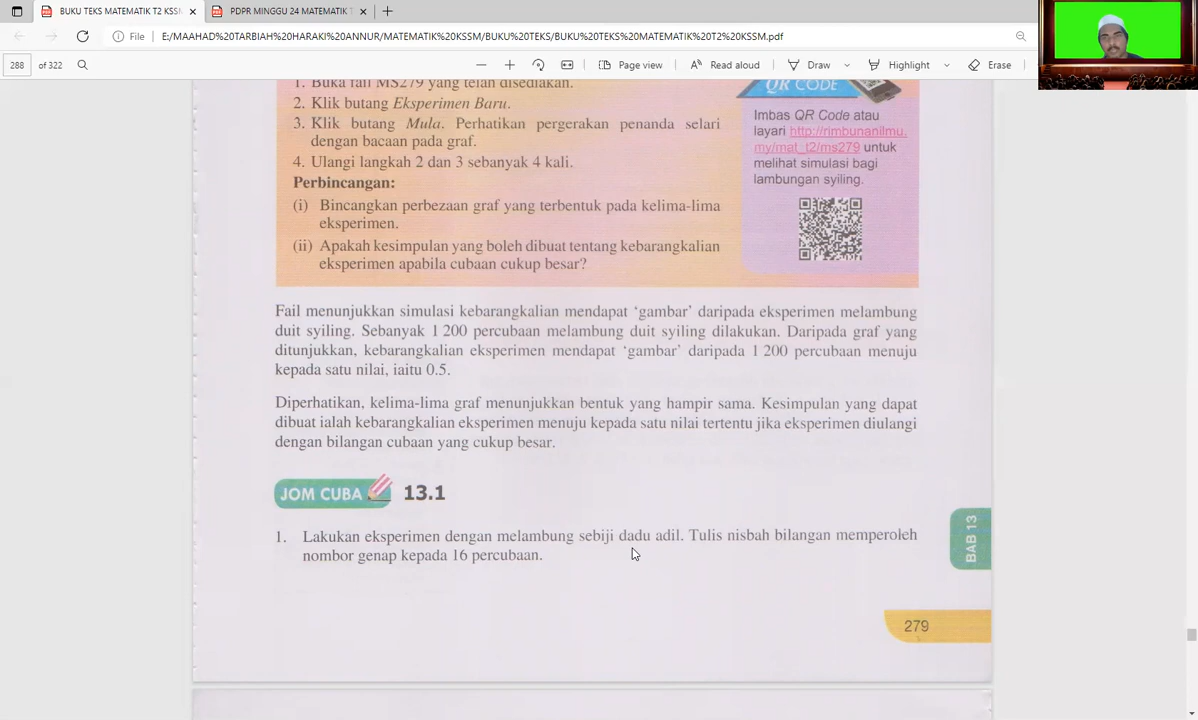 BUKU TEKS MATEMATIK T2 KSSM
PDPR MINGGU 24 MATEMATIK T
File
E:/MAAHAD%20TARBIAH%20HARAKI%20ANNUR/MATEMATIK%20KSSM/BUKU%20TEKS/BUKU%20TEKS%20MATEMATIK%20T2%20KSSM.pdf
288 of 322
Page view
Read aloud
Draw
Highlight
Erase
1. Buka fail MS279 yang telah disediakan.
2. Klik butang Eksperimen Baru.
3. Klik butang Mula. Perhatikan pergerakan penanda selari
dengan bacaan pada graf.
4. Ulangi langkah 2 dan 3 sebanyak 4 kali.
Perbincangan:
(i) Bincangkan perbezaan graf yang terbentuk pada kelima-lima
eksperimen.
(ii) Apakah kesimpulan yang boleh dibuat tentang kebarangkalian
eksperimen apabila cubaan cukup besar?
QR CODE
Imbas QR Code atau
layari http://rimbunanilmu.
my/mat_t2/ms279 untuk
melihat simulasi bagi
lambungan syiling.
Fail menunjukkan simulasi kebarangkalian mendapat ‘gambar’ daripada eksperimen melambung
duit syiling. Sebanyak 1 200 percubaan melambung duit syiling dilakukan. Daripada graf yang
ditunjukkan, kebarangkalian eksperimen mendapat ‘gambar’ daripada 1 200 percubaan menuju
kepada satu nilai, iaitu 0.5.
Diperhatikan, kelima-lima graf menunjukkan bentuk yang hampir sama. Kesimpulan yang dapat
dibuat ialah kebarangkalian eksperimen menuju kepada satu nilai tertentu jika eksperimen diulangi
dengan bilangan cubaan yang cukup besar.
JOM CUBA 13.1
1. Lakukan eksperimen dengan melambung sebiji dadu adil. Tulis nisbah bilangan memperoleh
nombor genap kepada 16 percubaan.
BAB 13
279